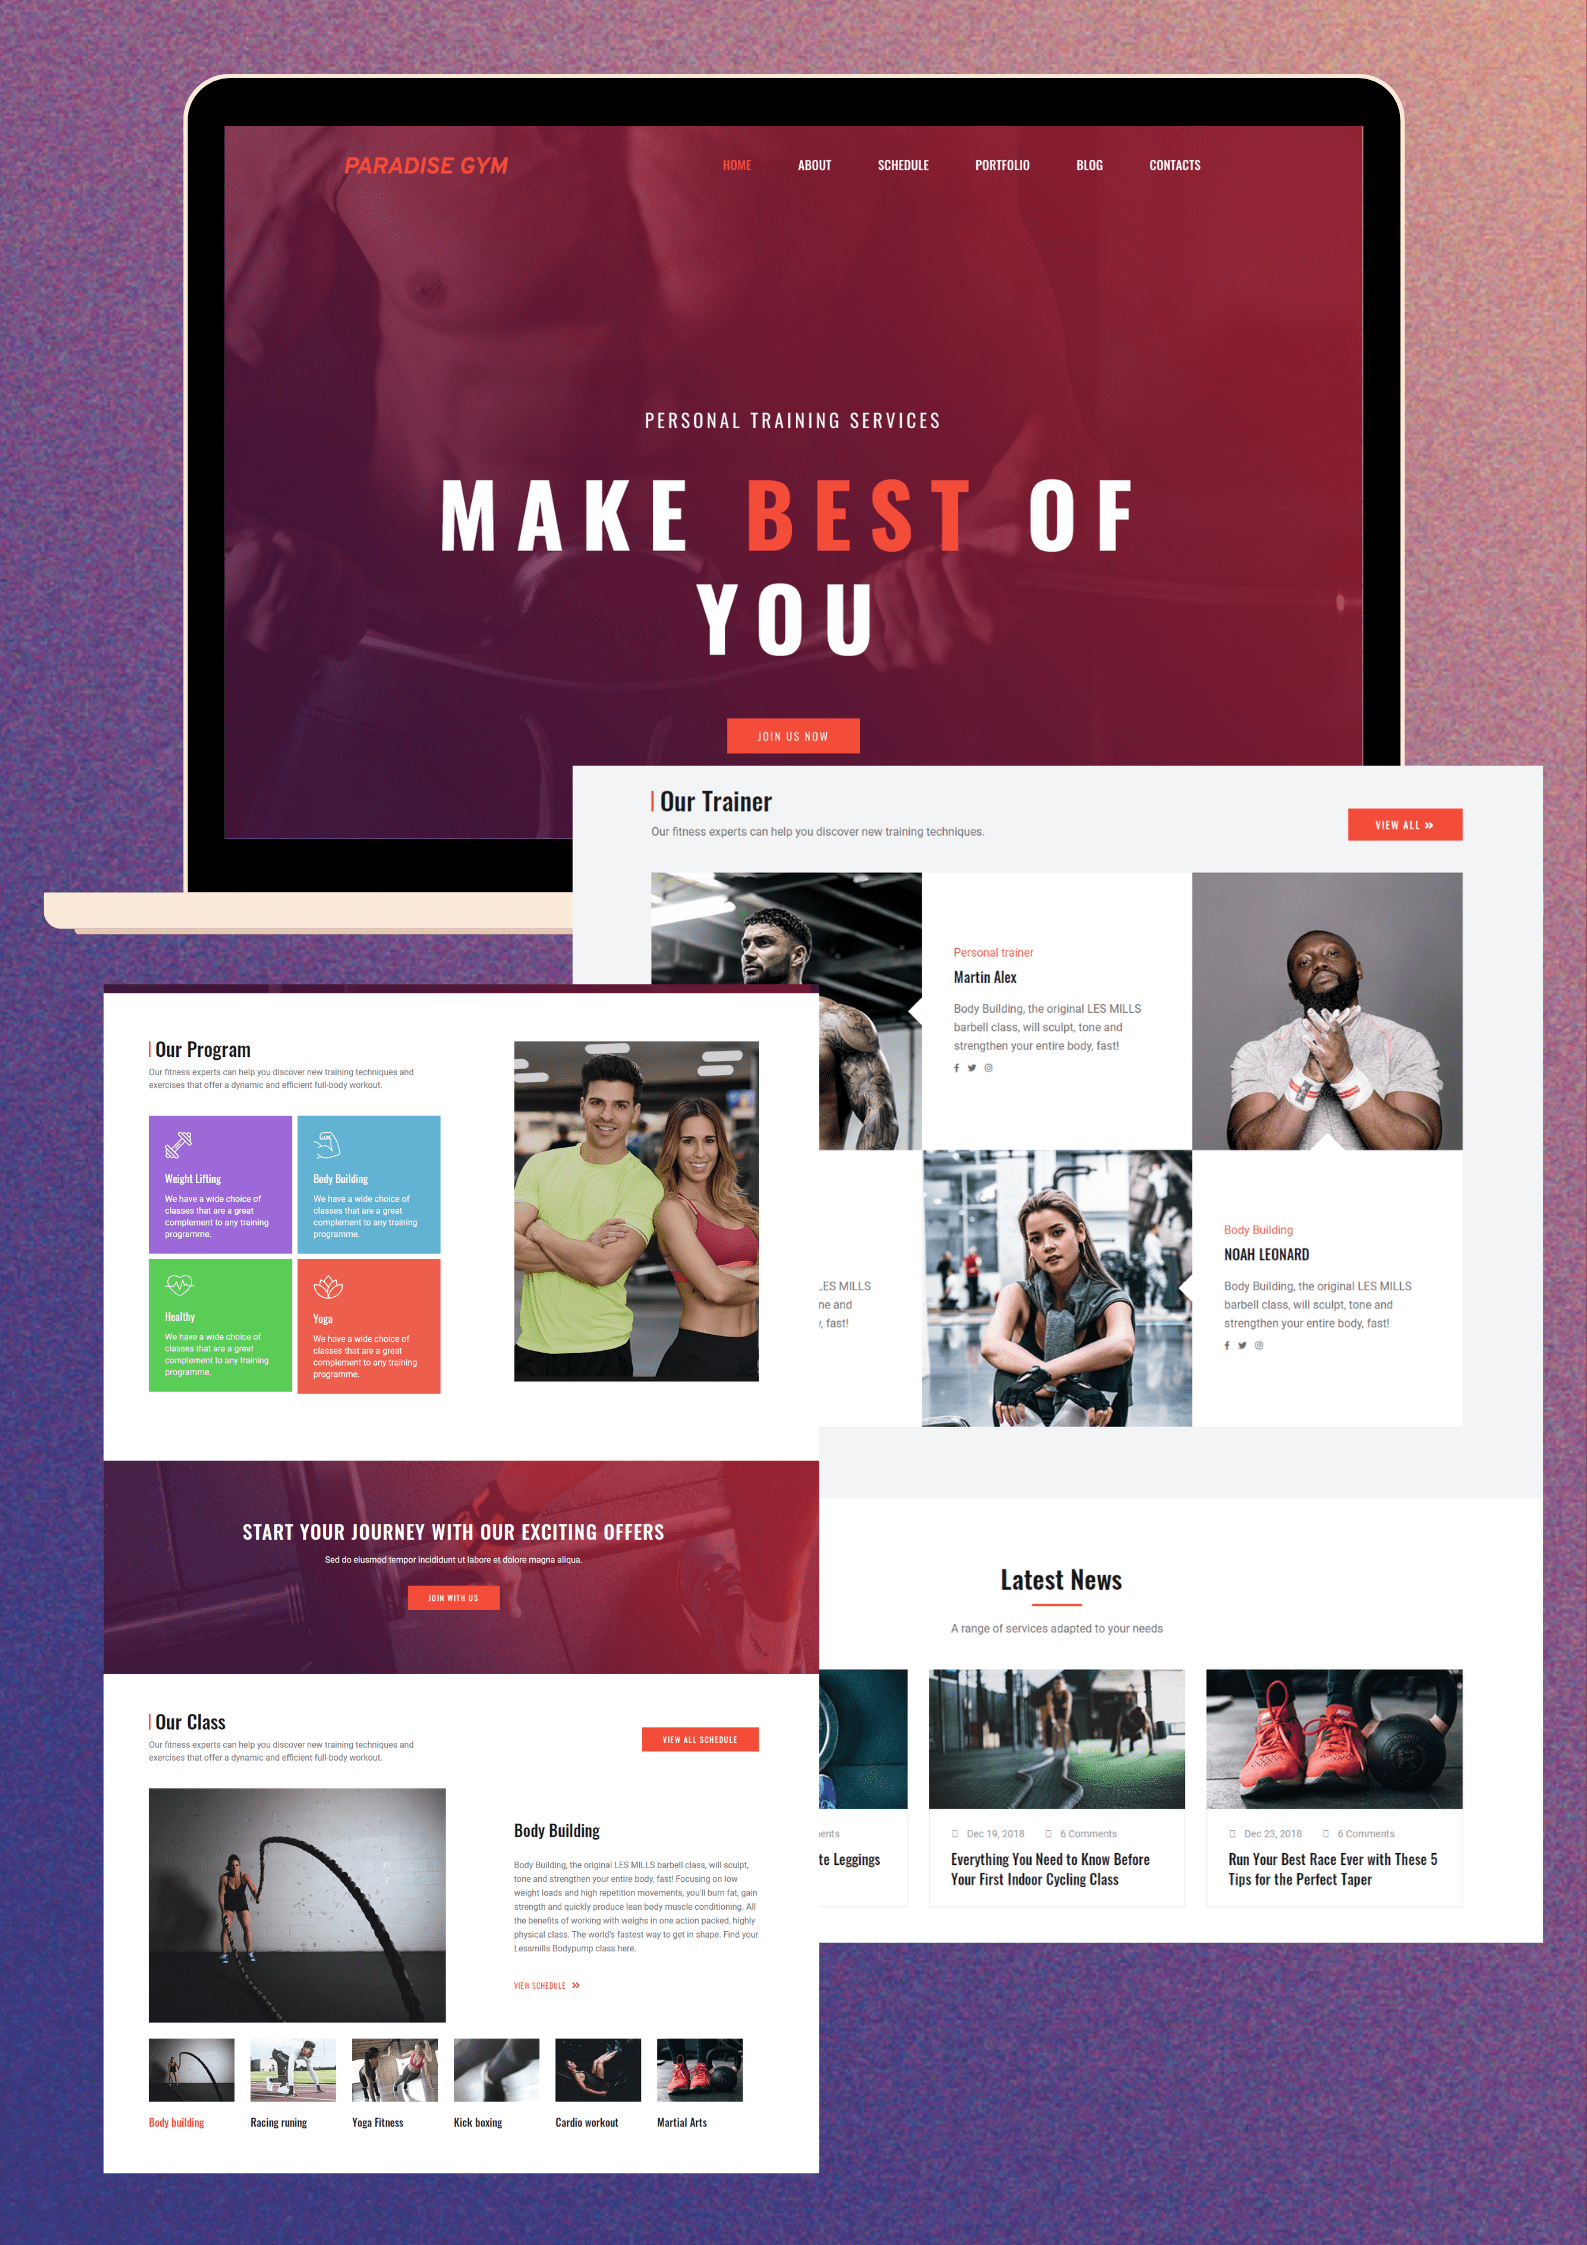 PARADISE GYM
HOME ABOUT SCHEDULE PORTFOLIO BLOG CONTACTS
PERSONAL TRAINING SERVICES
MAKE BEST OF
YOU
JOIN US NOW
Our Trainer
Our fitness experts can help you discover new training techniques.
VIEW ALL »
Personal trainer
Martin Alex
Body Building, the original LES MILLS
barbell class, will sculpt, tone and
strengthen your entire body, fast!
LES MILLS
ne and
y, fast!
Body Building
NOAH LEONARD
Body Building, the original LES MILLS
barbell class, will sculpt, tone and
strengthen your entire body, fast!
Our Program
Our fitness experts can help you discover new training techniques and
exercises that offer a dynamic and efficient full-body workout.
Weight Lifting
We have a wide choice of
classes that are a great
complement to any training
programme.
Body Building
We have a wide choice of
classes that are a great
complement to any training
programme.
Healthy
We have a wide choice of
classes that are a great
complement to any training
programme.
Yoga
We have a wide choice of
classes that are a great
complement to any training
programme.
START YOUR JOURNEY WITH OUR EXCITING OFFERS
Sed do eiusmod tempor incididunt ut labore et dolore magna aliqua.
JOIN WITH US
Latest News
A range of services adapted to your needs
ents
te Leggings
Dec 19, 2018 6 Comments
Everything You Need to Know Before
Your First Indoor Cycling Class
Dec 23, 2018 6 Comments
Run Your Best Race Ever with These 5
Tips for the Perfect Taper
Our Class
Our fitness experts can help you discover new training techniques and
exercises that offer a dynamic and efficient full-body workout.
VIEW ALL SCHEDULE
Body Building
Body Building, the original LES MILLS barbell class, will sculpt,
tone and strengthen your entire body, fast! Focusing on low
weight loads and high repetition movements, you'll burn fat, gain
strength and quickly produce lean body muscle conditioning. All
the benefits of working with weighs in one action packed, highly
physical class. The world's fastest way to get in shape. Find your
Lessmills Bodypump class here.
VIEW SCHEDULE »
Body building
Racing runing
Yoga Fitness
Kick boxing
Cardio workout
Martial Arts